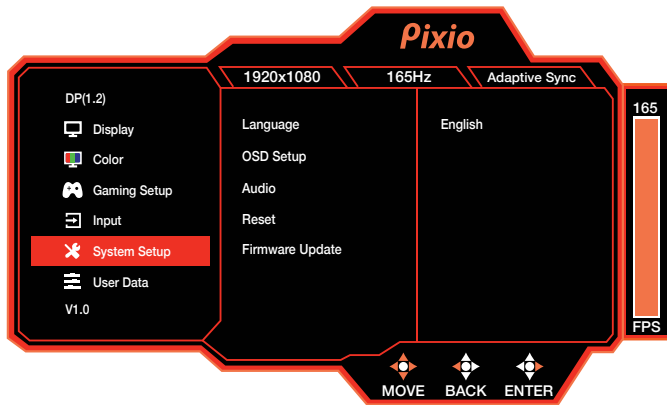 Pixio
1920x1080
165Hz
Adaptive Sync
DP(1.2)
Display
Color
Gaming Setup
Input
System Setup
User Data
V1.0
Language
OSD Setup
Audio
Reset
Firmware Update
English
165
FPS
MOVE
BACK
ENTER